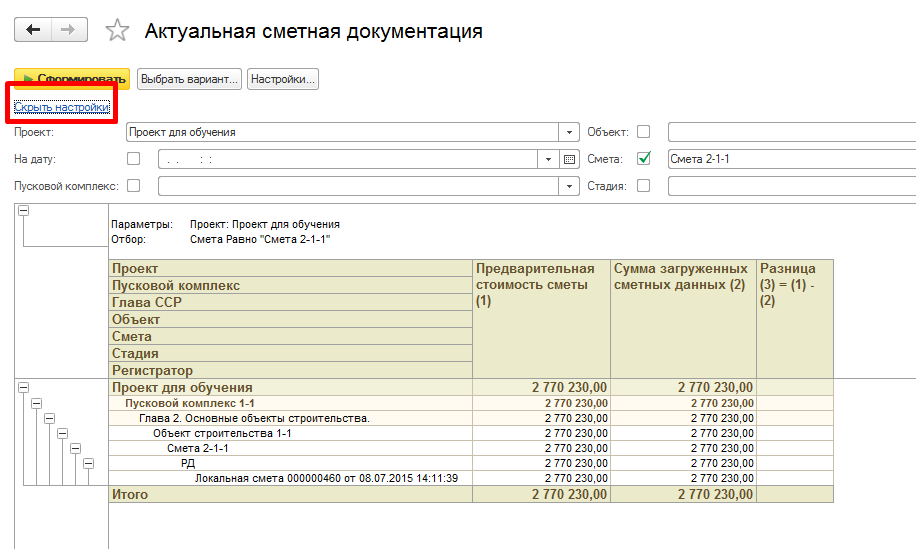 Актуальная сметная документация
Сформировать Выбрать вариант... Настройки...
Скрыть настройки
Проект: Проект для обучения Объект:
На дату: . . : : Смета: Смета 2-1-1
Пусковой комплекс: Стадия:
Параметры: Проект: Проект для обучения
Отбор: Смета Равно "Смета 2-1-1"
Проект Предварительная стоимость сметы (1) Сумма загруженных сметных данных (2) Разница (3) = (1) - (2)
Пусковой комплекс
Глава ССР
Объект
Смета
Стадия
Регистратор
Проект для обучения 2 770 230,00 2 770 230,00
Пусковой комплекс 1-1 2 770 230,00 2 770 230,00
Глава 2. Основные объекты строительства. 2 770 230,00 2 770 230,00
Объект строительства 1-1 2 770 230,00 2 770 230,00
Смета 2-1-1 2 770 230,00 2 770 230,00
РД 2 770 230,00 2 770 230,00
Локальная смета 000000460 от 08.07.2015 14:11:39 2 770 230,00 2 770 230,00
Итого 2 770 230,00 2 770 230,00